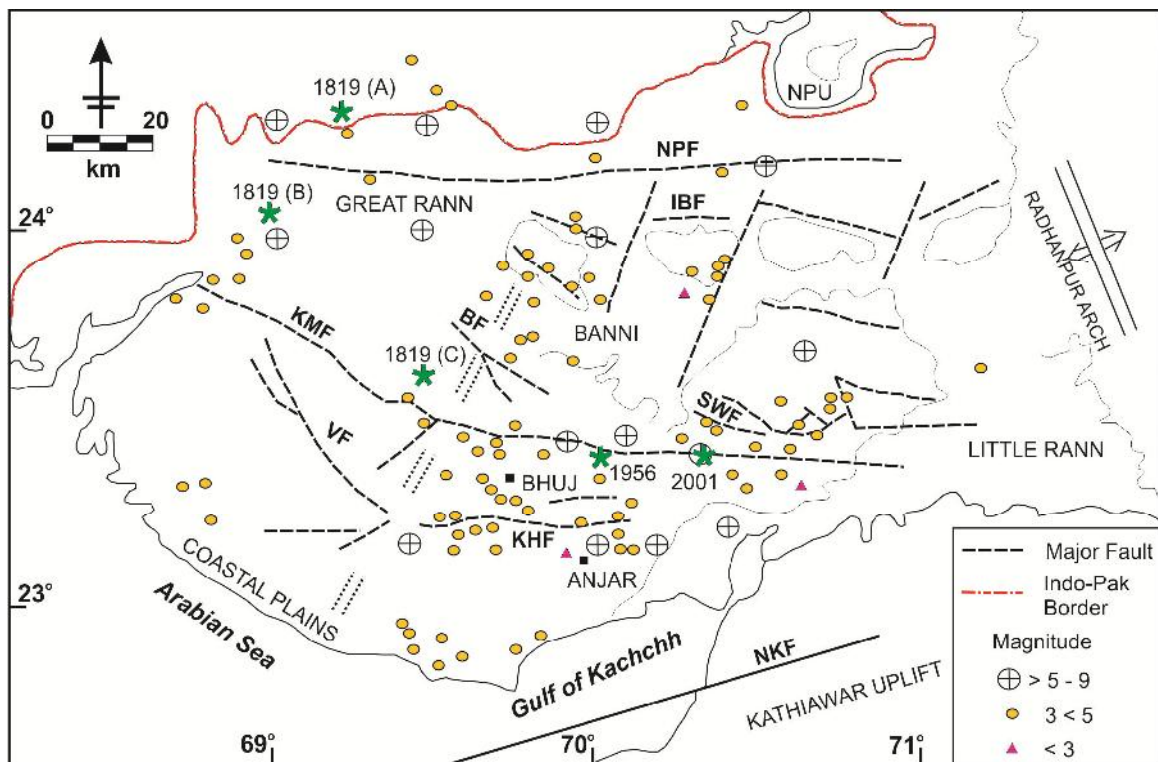 1819 (A)
NPU
0 20
km
NPF
1819 (B)
GREAT RANN
IBF
24°
RADHANPUR ARCH
KMF
BF
BANNI
1819 (C)
SWF
VF
LITTLE RANN
1956
2001
BHUJ
KHF
ANJAR
COASTAL PLAINS
23°
Arabian Sea
Gulf of Kachchh
NKF
KATHIAWAR UPLIFT
69°
70°
71°
Major Fault
Indo-Pak
Border
Magnitude
> 5 - 9
3 < 5
< 3